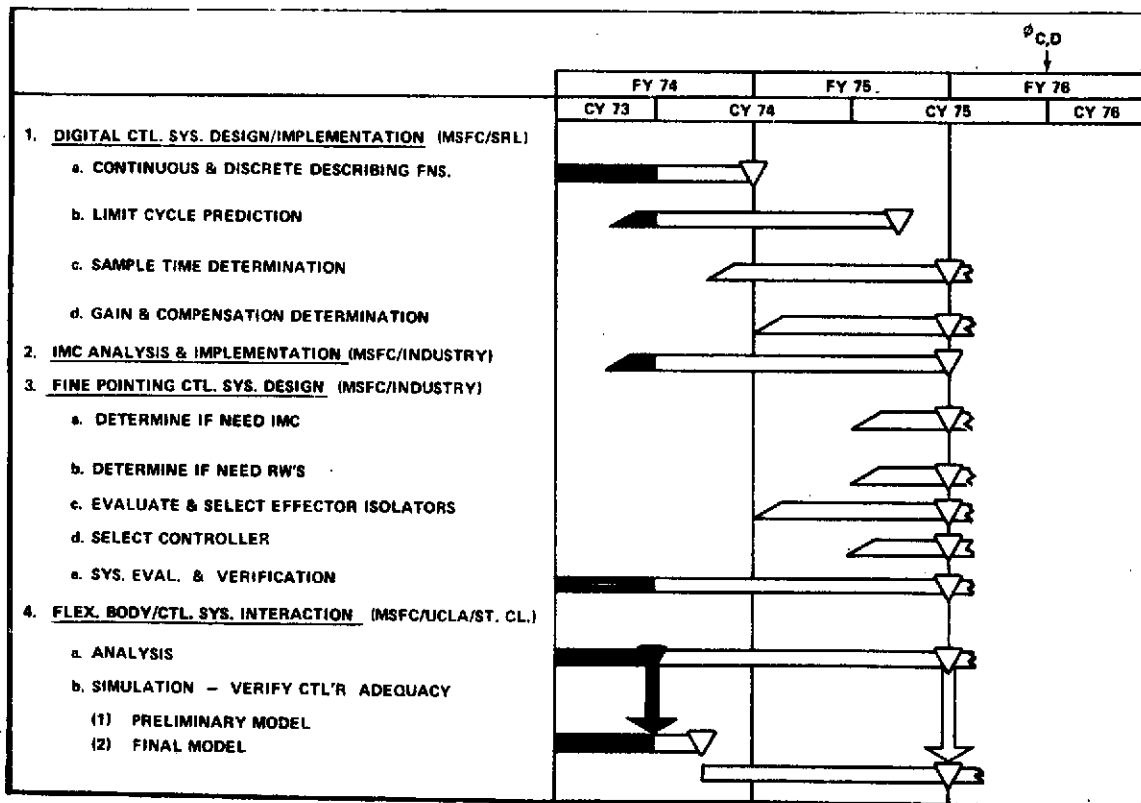 ø C,D
FY 74 FY 75. FY 76
CY 73 CY 74 CY 75 CY 76
1. DIGITAL CTL. SYS. DESIGN/IMPLEMENTATION (MSFC/SRL)
a. CONTINUOUS & DISCRETE DESCRIBING FNS.
b. LIMIT CYCLE PREDICTION
c. SAMPLE TIME DETERMINATION
d. GAIN & COMPENSATION DETERMINATION
2. IMC ANALYSIS & IMPLEMENTATION (MSFC/INDUSTRY)
3. FINE POINTING CTL. SYS. DESIGN (MSFC/INDUSTRY)
a. DETERMINE IF NEED IMC
b. DETERMINE IF NEED RW'S
c. EVALUATE & SELECT EFFECTOR ISOLATORS
d. SELECT CONTROLLER
e. SYS. EVAL. & VERIFICATION
4. FLEX. BODY/CTL. SYS. INTERACTION (MSFC/UCLA/ST. CL.)
a. ANALYSIS
b. SIMULATION – VERIFY CTL'R ADEQUACY
(1) PRELIMINARY MODEL
(2) FINAL MODEL